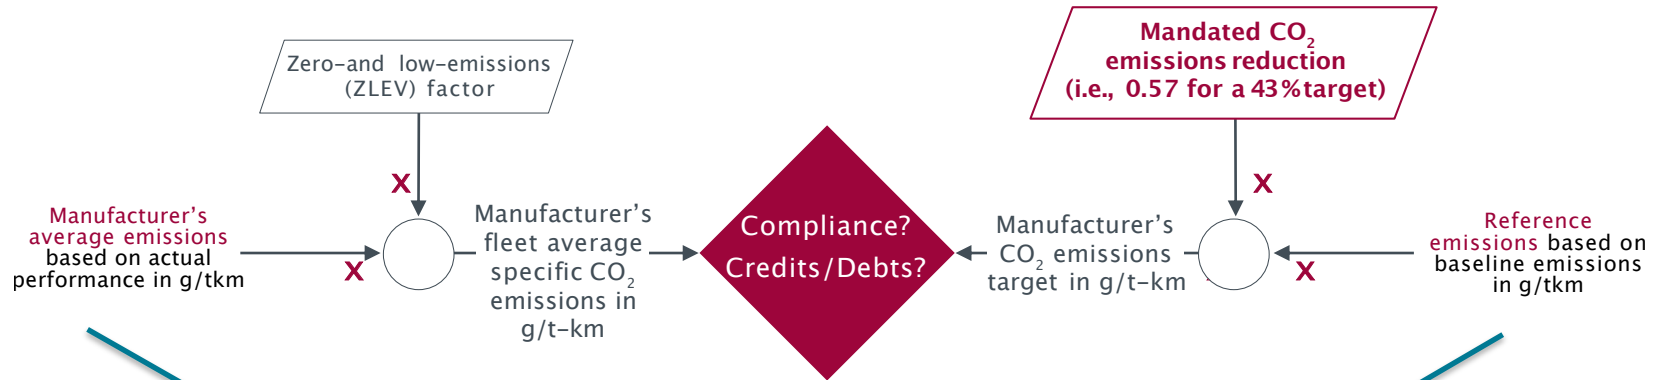 Mandated CO₂
emissions reduction
(i.e., 0.57 for a 43% target)
Zero-and low-emissions
(ZLEV) factor
X
X
Manufacturer's
average emissions
based on actual
performance in g/tkm
X
Manufacturer's
fleet average
specific CO₂
emissions in
g/t-km
Compliance?
Credits/Debts?
Manufacturer's
CO₂ emissions
target in g/t-km
X
Reference
emissions based on
baseline emissions
in g/tkm